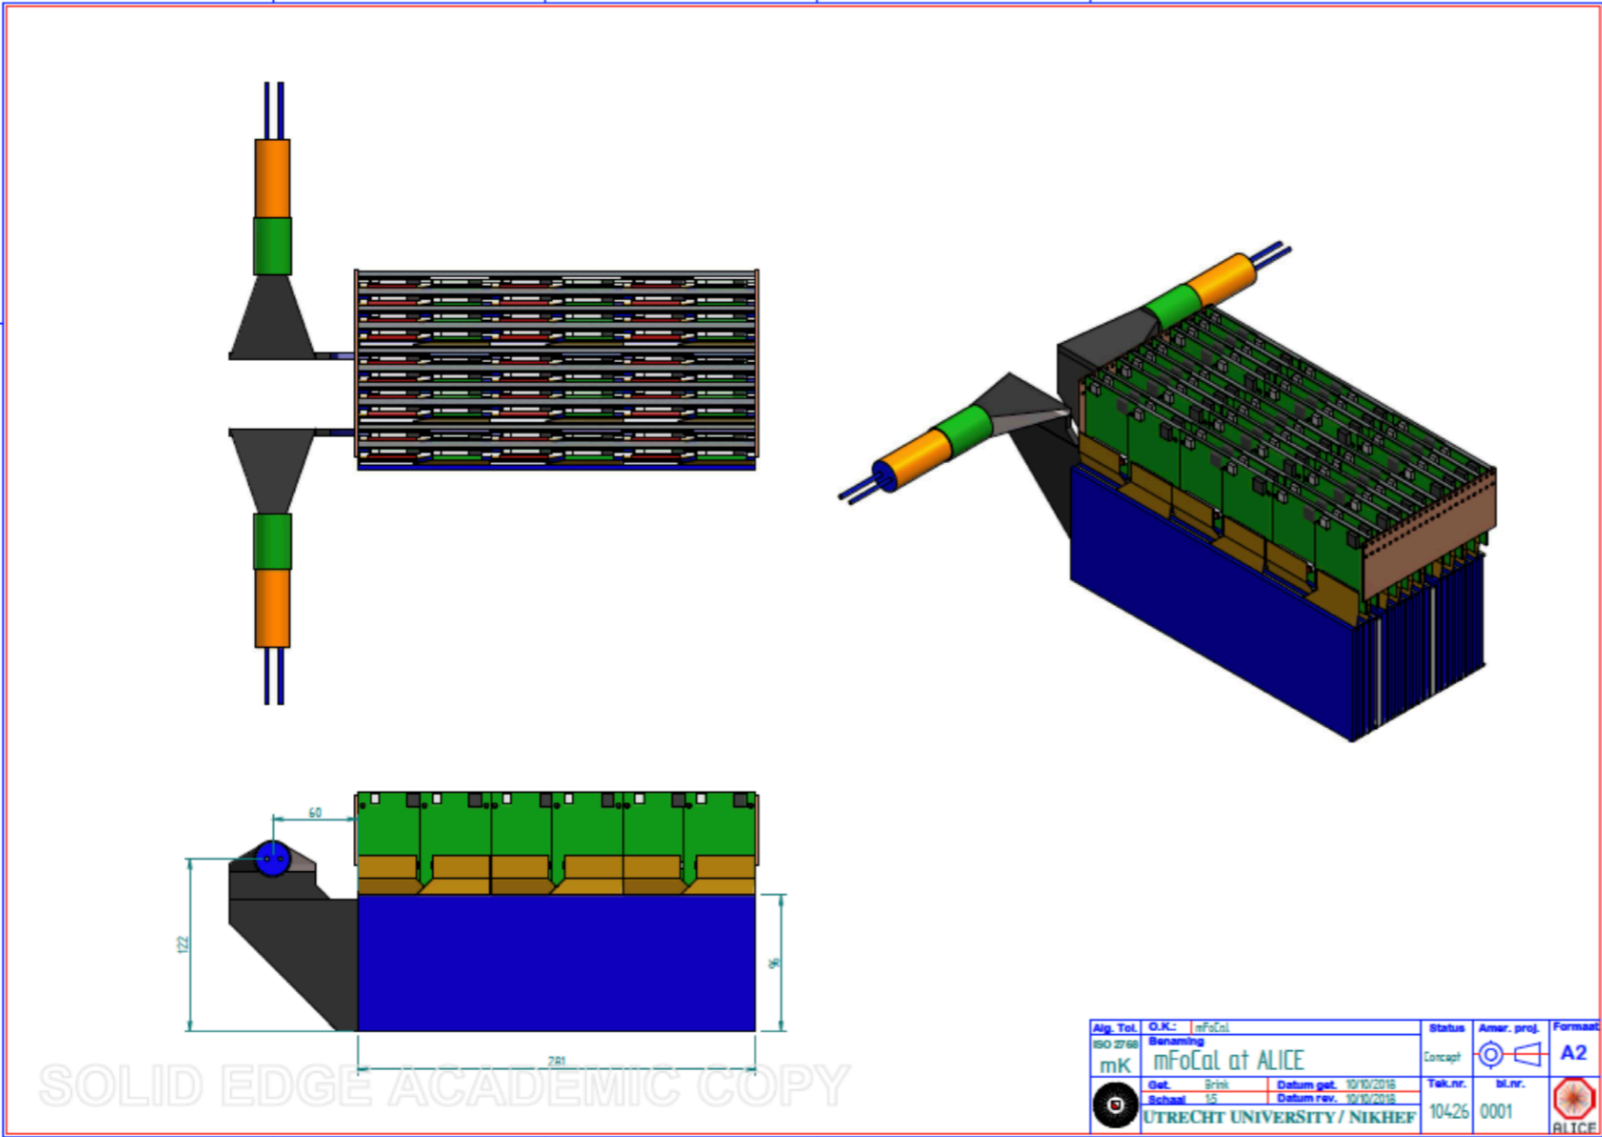 60
122
96
281
SOLID EDGE ACADEMIC COPY
Alg. Tol. O.K.: mFoCal Status Amer. proj. Formaat
ISO 2768 Benaming
mK mFoCal at ALICE Concept A2
Get. Brink Datum get. 10/10/2018 Tek.nr. bl.nr.
Schaal 1:5 Datum rev. 10/10/2018
UTRECHT UNIVERSITY / NIKHEF 10426 0001
ALICE